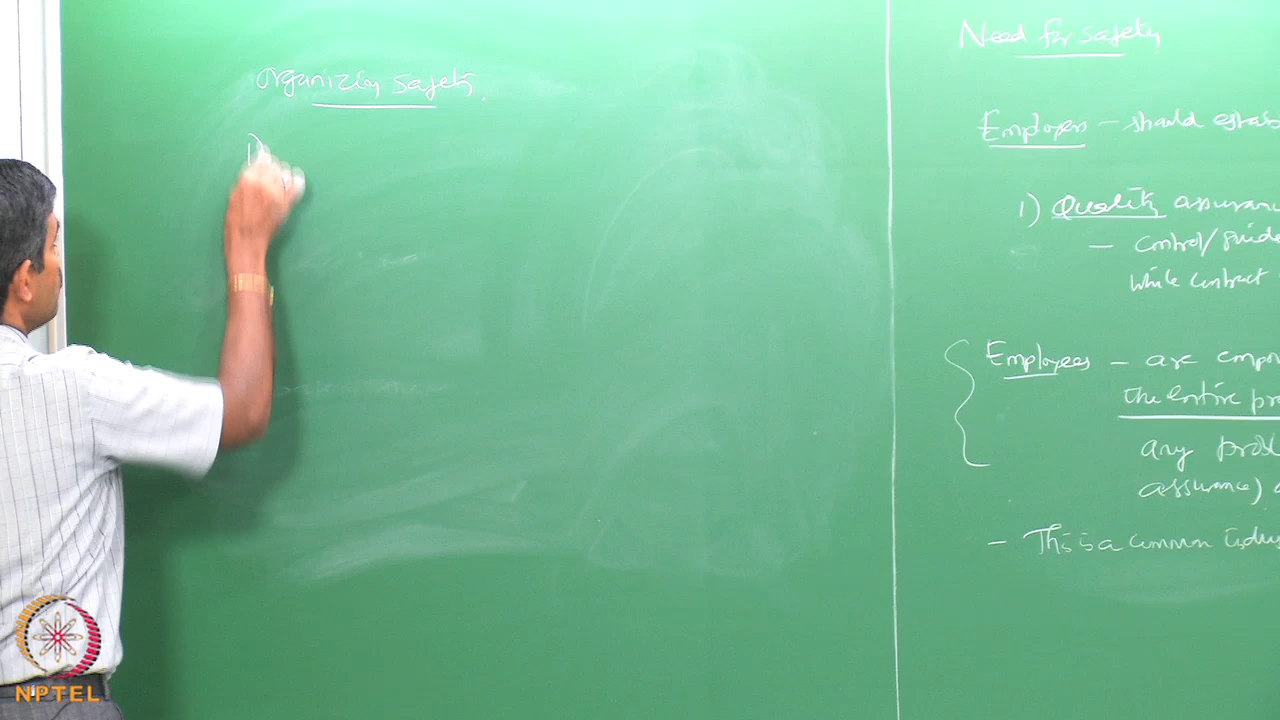 Organizing safety.
Need for safety
Employers – should estab
1) Quality assuranc
– control/guide
while contract
Employees – are empo
the entire pro
any prob
assurance)
– This is a common indus
NPTEL